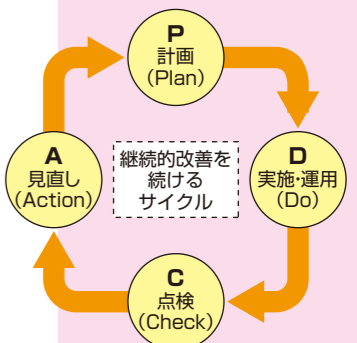 P
計画
(Plan)
D
実施・運用
(Do)
C
点検
(Check)
A
見直し
(Action)
継続的改善を
続ける
サイクル